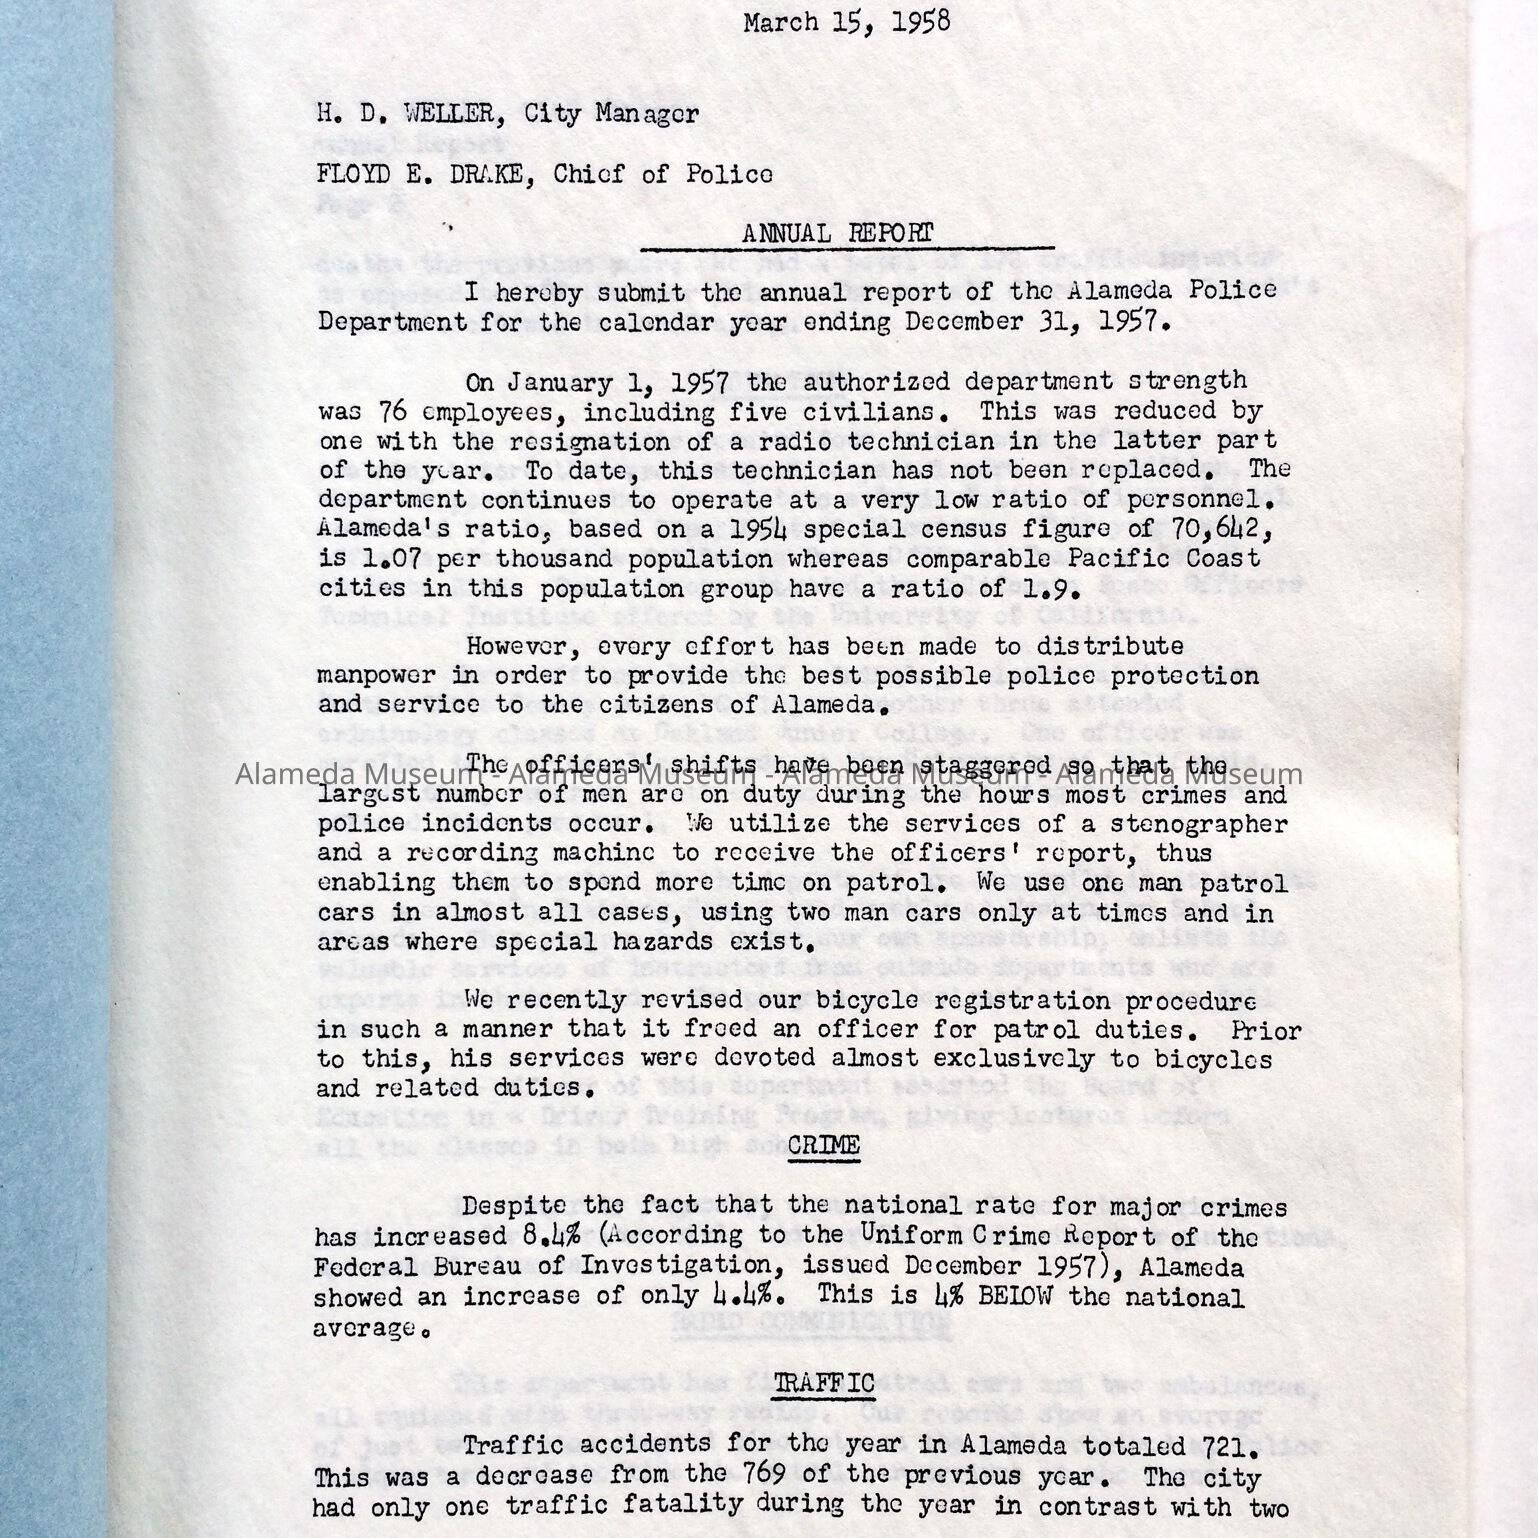 March 15, 1958
H. D. WELLER, City Manager
FLOYD E. DRAKE, Chief of Police
ANNUAL REPORT
I hereby submit the annual report of the Alameda Police
Department for the calendar year ending December 31, 1957.
On January 1, 1957 the authorized department strength
was 76 employees, including five civilians. This was reduced by
one with the resignation of a radio technician in the latter part
of the year. To date, this technician has not been replaced. The
department continues to operate at a very low ratio of personnel.
Alameda's ratio, based on a 1954 special census figure of 70,642,
is 1.07 per thousand population whereas comparable Pacific Coast
cities in this population group have a ratio of 1.9.
However, every effort has been made to distribute
manpower in order to provide the best possible police protection
and service to the citizens of Alameda.
The officers' shifts have been staggered so that the
Alameda Museum - Alameda Museum - Alameda Museum - Alameda Museum
largest number of men are on duty during the hours most crimes and
police incidents occur. We utilize the services of a stenographer
and a recording machine to receive the officers' report, thus
enabling them to spend more time on patrol. We use one man patrol
cars in almost all cases, using two man cars only at times and in
areas where special hazards exist.
We recently revised our bicycle registration procedure
in such a manner that it freed an officer for patrol duties. Prior
to this, his services were devoted almost exclusively to bicycles
and related duties.
CRIME
Despite the fact that the national rate for major crimes
has increased 8.4% (According to the Uniform Crime Report of the
Federal Bureau of Investigation, issued December 1957), Alameda
showed an increase of only 4.4%. This is 4% BELOW the national
average.
TRAFFIC
Traffic accidents for the year in Alameda totaled 721.
This was a decrease from the 769 of the previous year. The city
had only one traffic fatality during the year in contrast with two